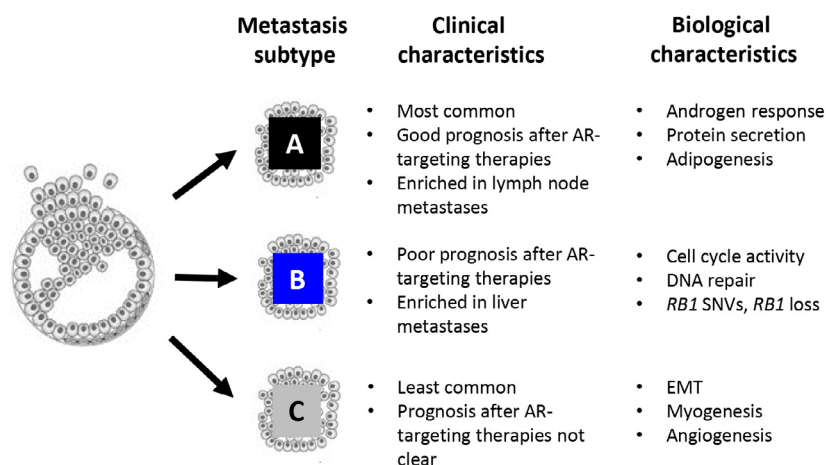 Metastasis subtype
Clinical characteristics
Biological characteristics
A
• Most common
• Good prognosis after AR-
targeting therapies
• Enriched in lymph node
metastases
• Androgen response
• Protein secretion
• Adipogenesis
B
• Poor prognosis after AR-
targeting therapies
• Enriched in liver
metastases
• Cell cycle activity
• DNA repair
• RB1 SNVs, RB1 loss
C
• Least common
• Prognosis after AR-
targeting therapies not
clear
• EMT
• Myogenesis
• Angiogenesis